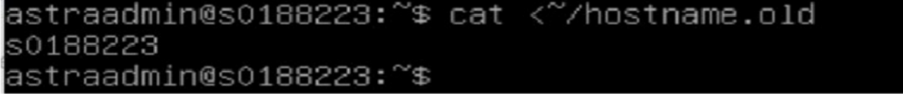 astraadmin@s0188223:~$ cat <~/hostname.old
s0188223
astraadmin@s0188223:~$